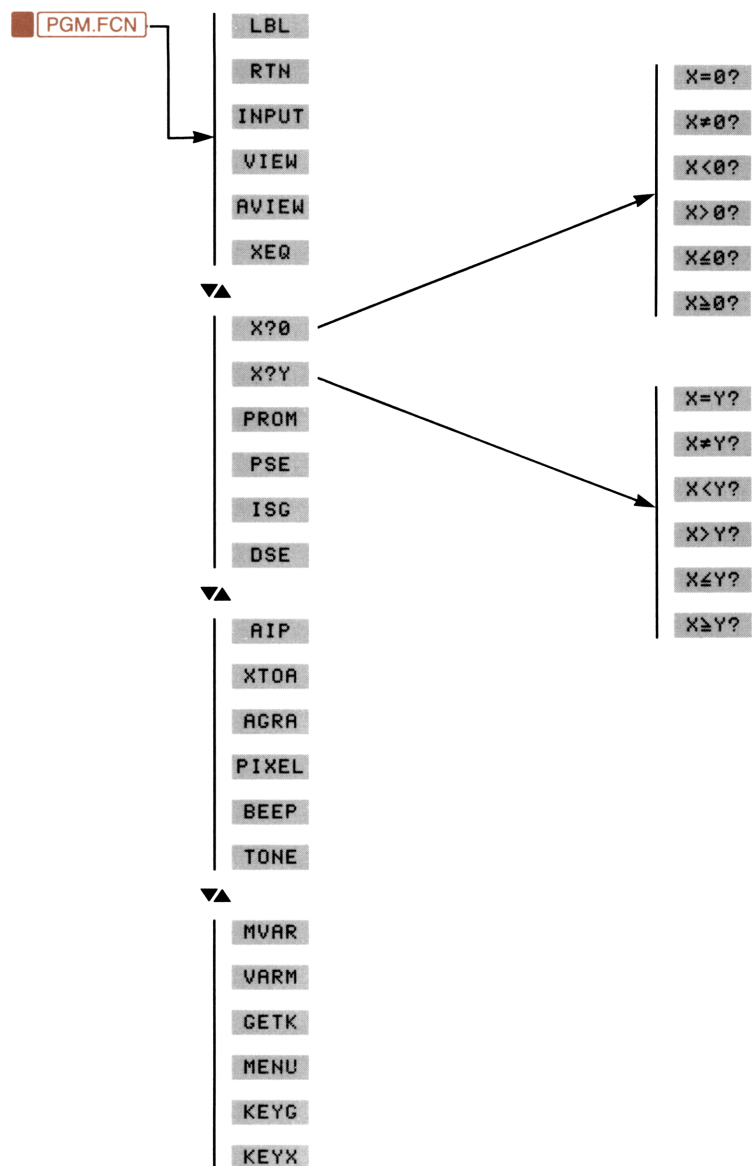 PGM.FCN
LBL
RTN
INPUT
VIEW
AVIEW
XEQ
X?0
X?Y
PROM
PSE
ISG
DSE
AIP
XTOA
AGRA
PIXEL
BEEP
TONE
MVAR
VARM
GETK
MENU
KEYG
KEYX
X=0?
X≠0?
X<0?
X>0?
X≤0?
X≥0?
X=Y?
X≠Y?
X<Y?
X>Y?
X≤Y?
X≥Y?